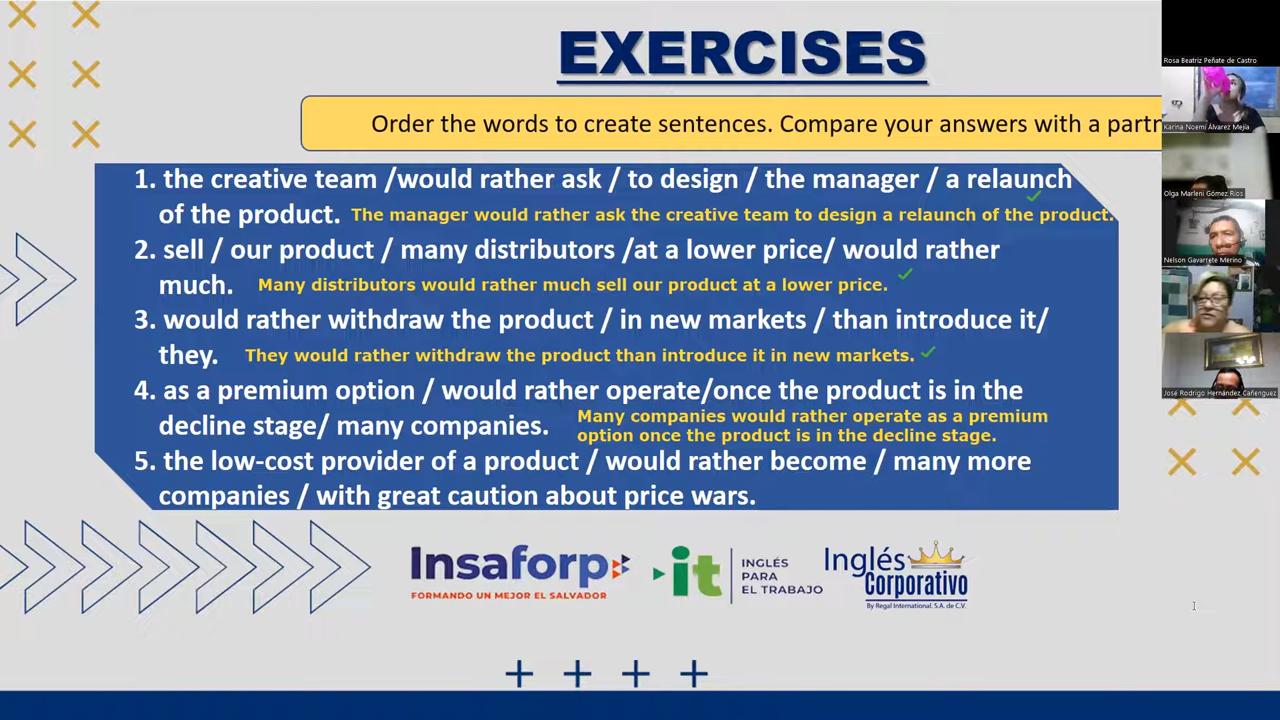 EXERCISES
Order the words to create sentences. Compare your answers with a partn
1. the creative team /would rather ask / to design / the manager / a relaunch
of the product. The manager would rather ask the creative team to design a relaunch of the product.
2. sell / our product / many distributors /at a lower price/ would rather
much. Many distributors would rather much sell our product at a lower price.
3. would rather withdraw the product / in new markets / than introduce it/
they. They would rather withdraw the product than introduce it in new markets.
4. as a premium option / would rather operate/once the product is in the
decline stage/ many companies. Many companies would rather operate as a premium
option once the product is in the decline stage.
5. the low-cost provider of a product / would rather become / many more
companies / with great caution about price wars.
Insaforp
FORMANDO UN MEJOR EL SALVADOR
it
INGLÉS
PARA
EL TRABAJO
Inglés
Corporativo
By Regal International. S.A. de C.V.
Rosa Beatriz Peñate de Castro
Karina Noemí Álvarez Mejía
Olga Marleni Gómez Ríos
Nelson Gavarrete Merino
José Rodrigo Hernández Cañenguez